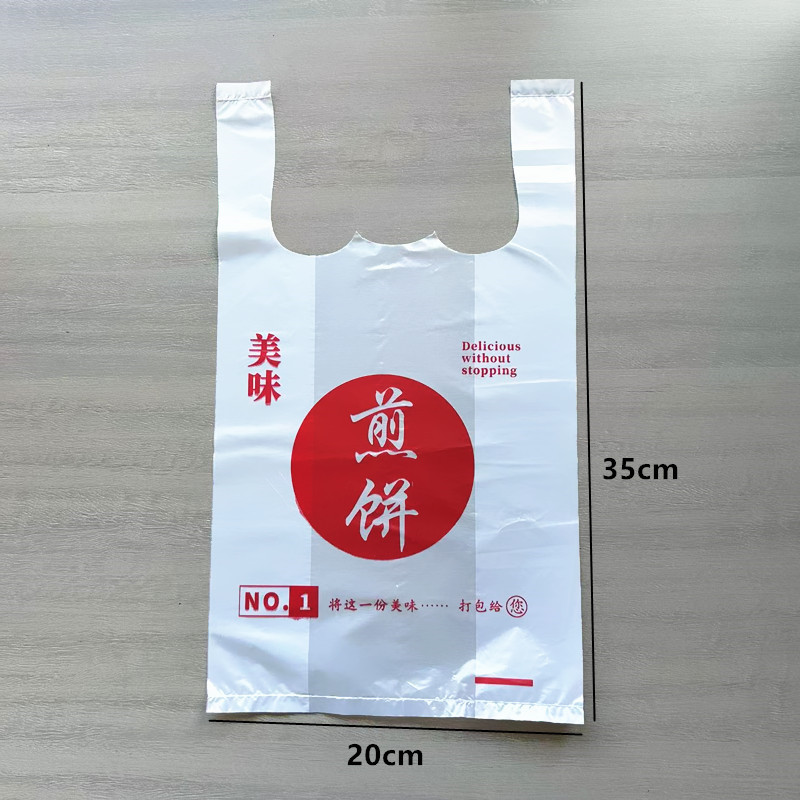 美味
Delicious
without
stopping
煎饼
NO.1 将这一份美味…… 打包给您
35cm
20cm